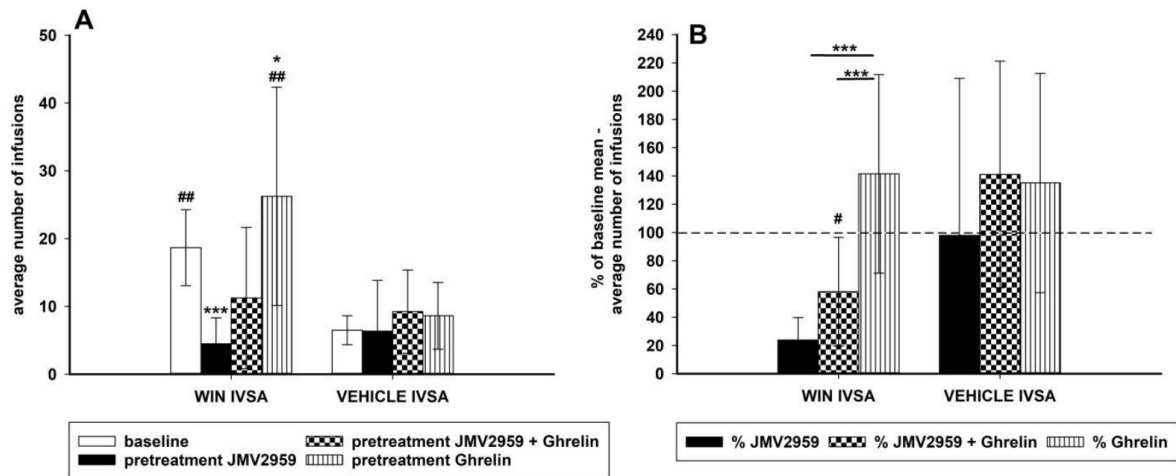 A
average number of infusions
50
40
30
20
10
0
##
***
*
##
WIN IVSA
VEHICLE IVSA
baseline
pretreatment JMV2959
pretreatment JMV2959 + Ghrelin
pretreatment Ghrelin
B
% of baseline mean -
average number of infusions
240
220
200
180
160
140
120
100
80
60
40
20
0
***
***
#
WIN IVSA
VEHICLE IVSA
% JMV2959
% JMV2959 + Ghrelin
% Ghrelin